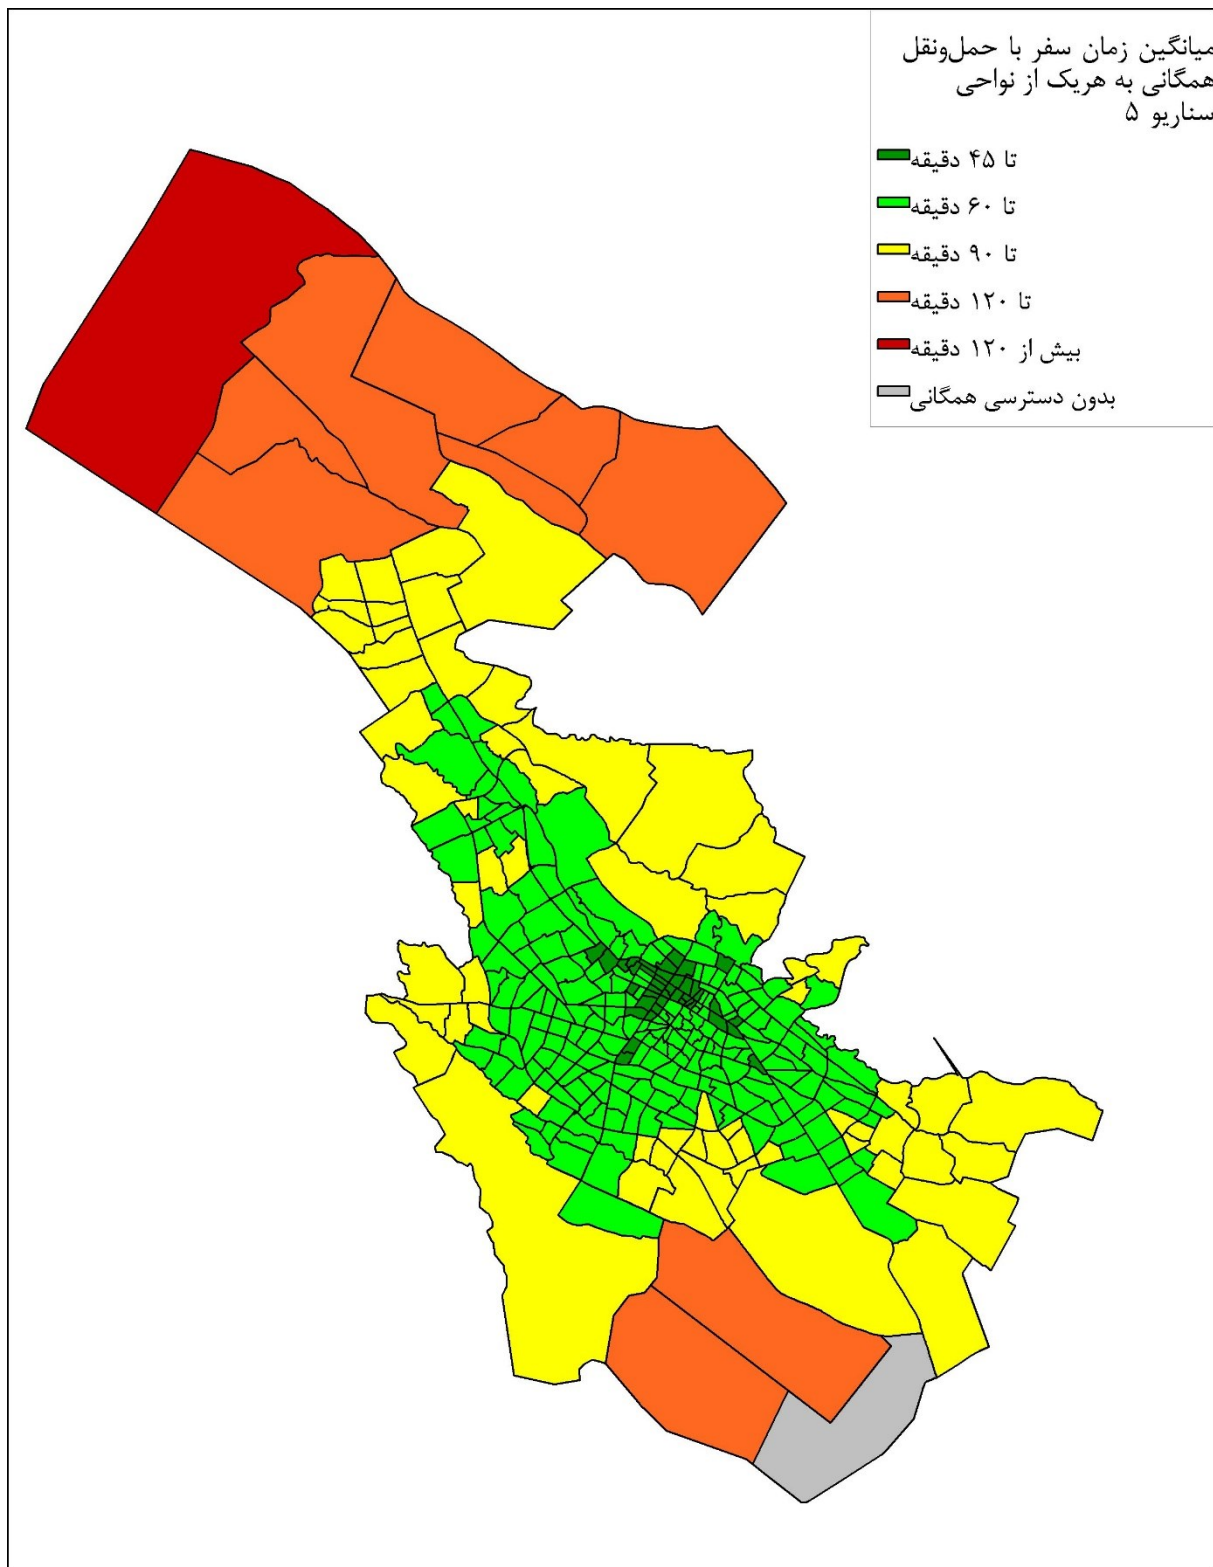 میانگین زمان سفر با حمل‌ونقل
همگانی به هریک از نواحی
سناریو ۵
تا ۴۵ دقیقه
تا ۶۰ دقیقه
تا ۹۰ دقیقه
تا ۱۲۰ دقیقه
بیش از ۱۲۰ دقیقه
بدون دسترسی همگانی